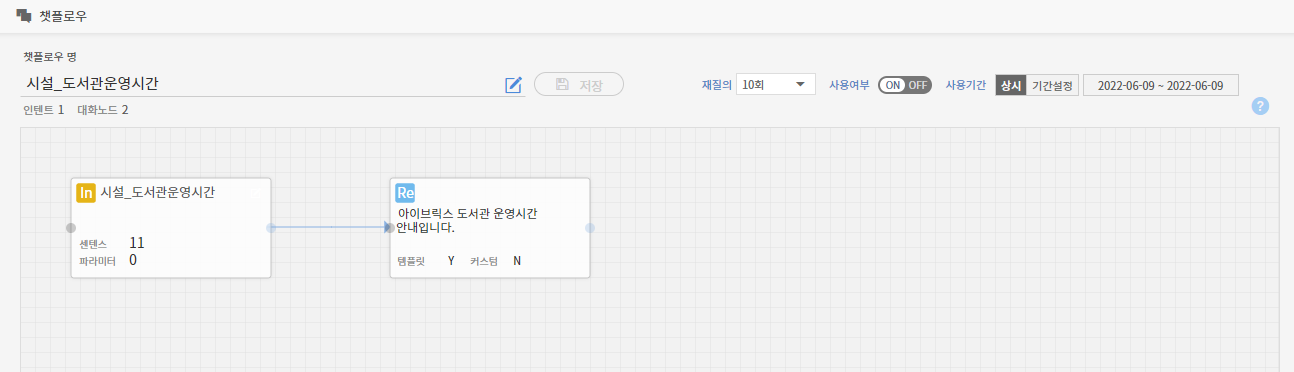 챗플로우
챗플로우 명
시설_도서관운영시간
저장
재질의 10회 사용여부 ON OFF 사용기간 상시 기간설정 2022-06-09 ~ 2022-06-09
인텐트 1 대화노드 2
?
In 시설_도서관운영시간
센텐스 11
파라미터 0
Re
아이브릭스 도서관 운영시간
안내입니다.
템플릿 Y 커스텀 N